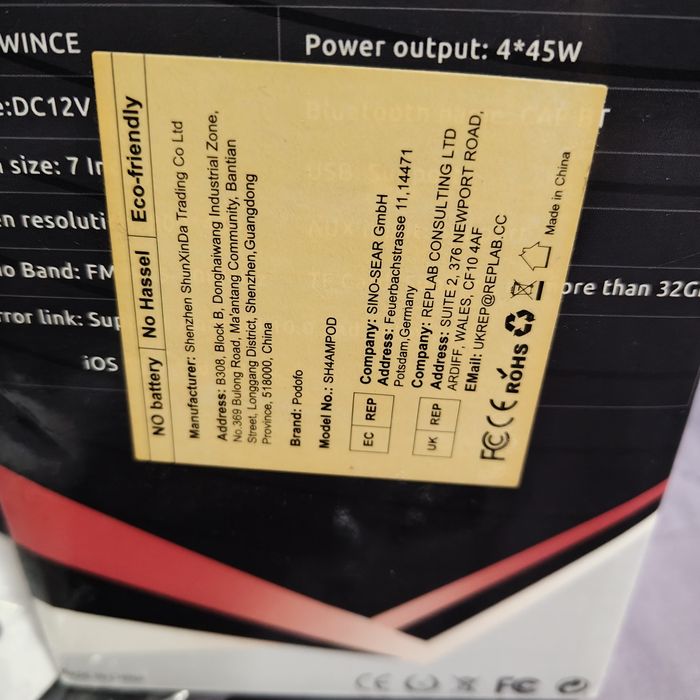 WINCE
Power output: 4*45W
e:DC12V
size: 7 In
en resoluti
io Band: FM
ore than 32G
rror link: Sup
iOS
NO battery
No Hassel
Eco-friendly
Manufacturer: Shenzhen ShunXinDa Trading Co Ltd
Address: B308, Block B, Donghaiwang Industrial Zone,
No.369 Bulong Road, Ma'antang Community, Bantian
Street, Longgang District, Shenzhen,Guangdong
Province, 518000, China
Brand: Podofo
Model No.: SH4AMPOD
EC REP
Company: SINO-SEAR GmbH
Address: Feuerbachstrasse 11,14471
Potsdam,Germany
UK REP
Company: REPLAB CONSULTING LTD
Address: SUITE 2, 376 NEWPORT ROAD,
ARDIFF, WALES, CF10 4AF
EMail: UKREP@REPLAB.CC
FC CE RoHS
Made in China
CE FC